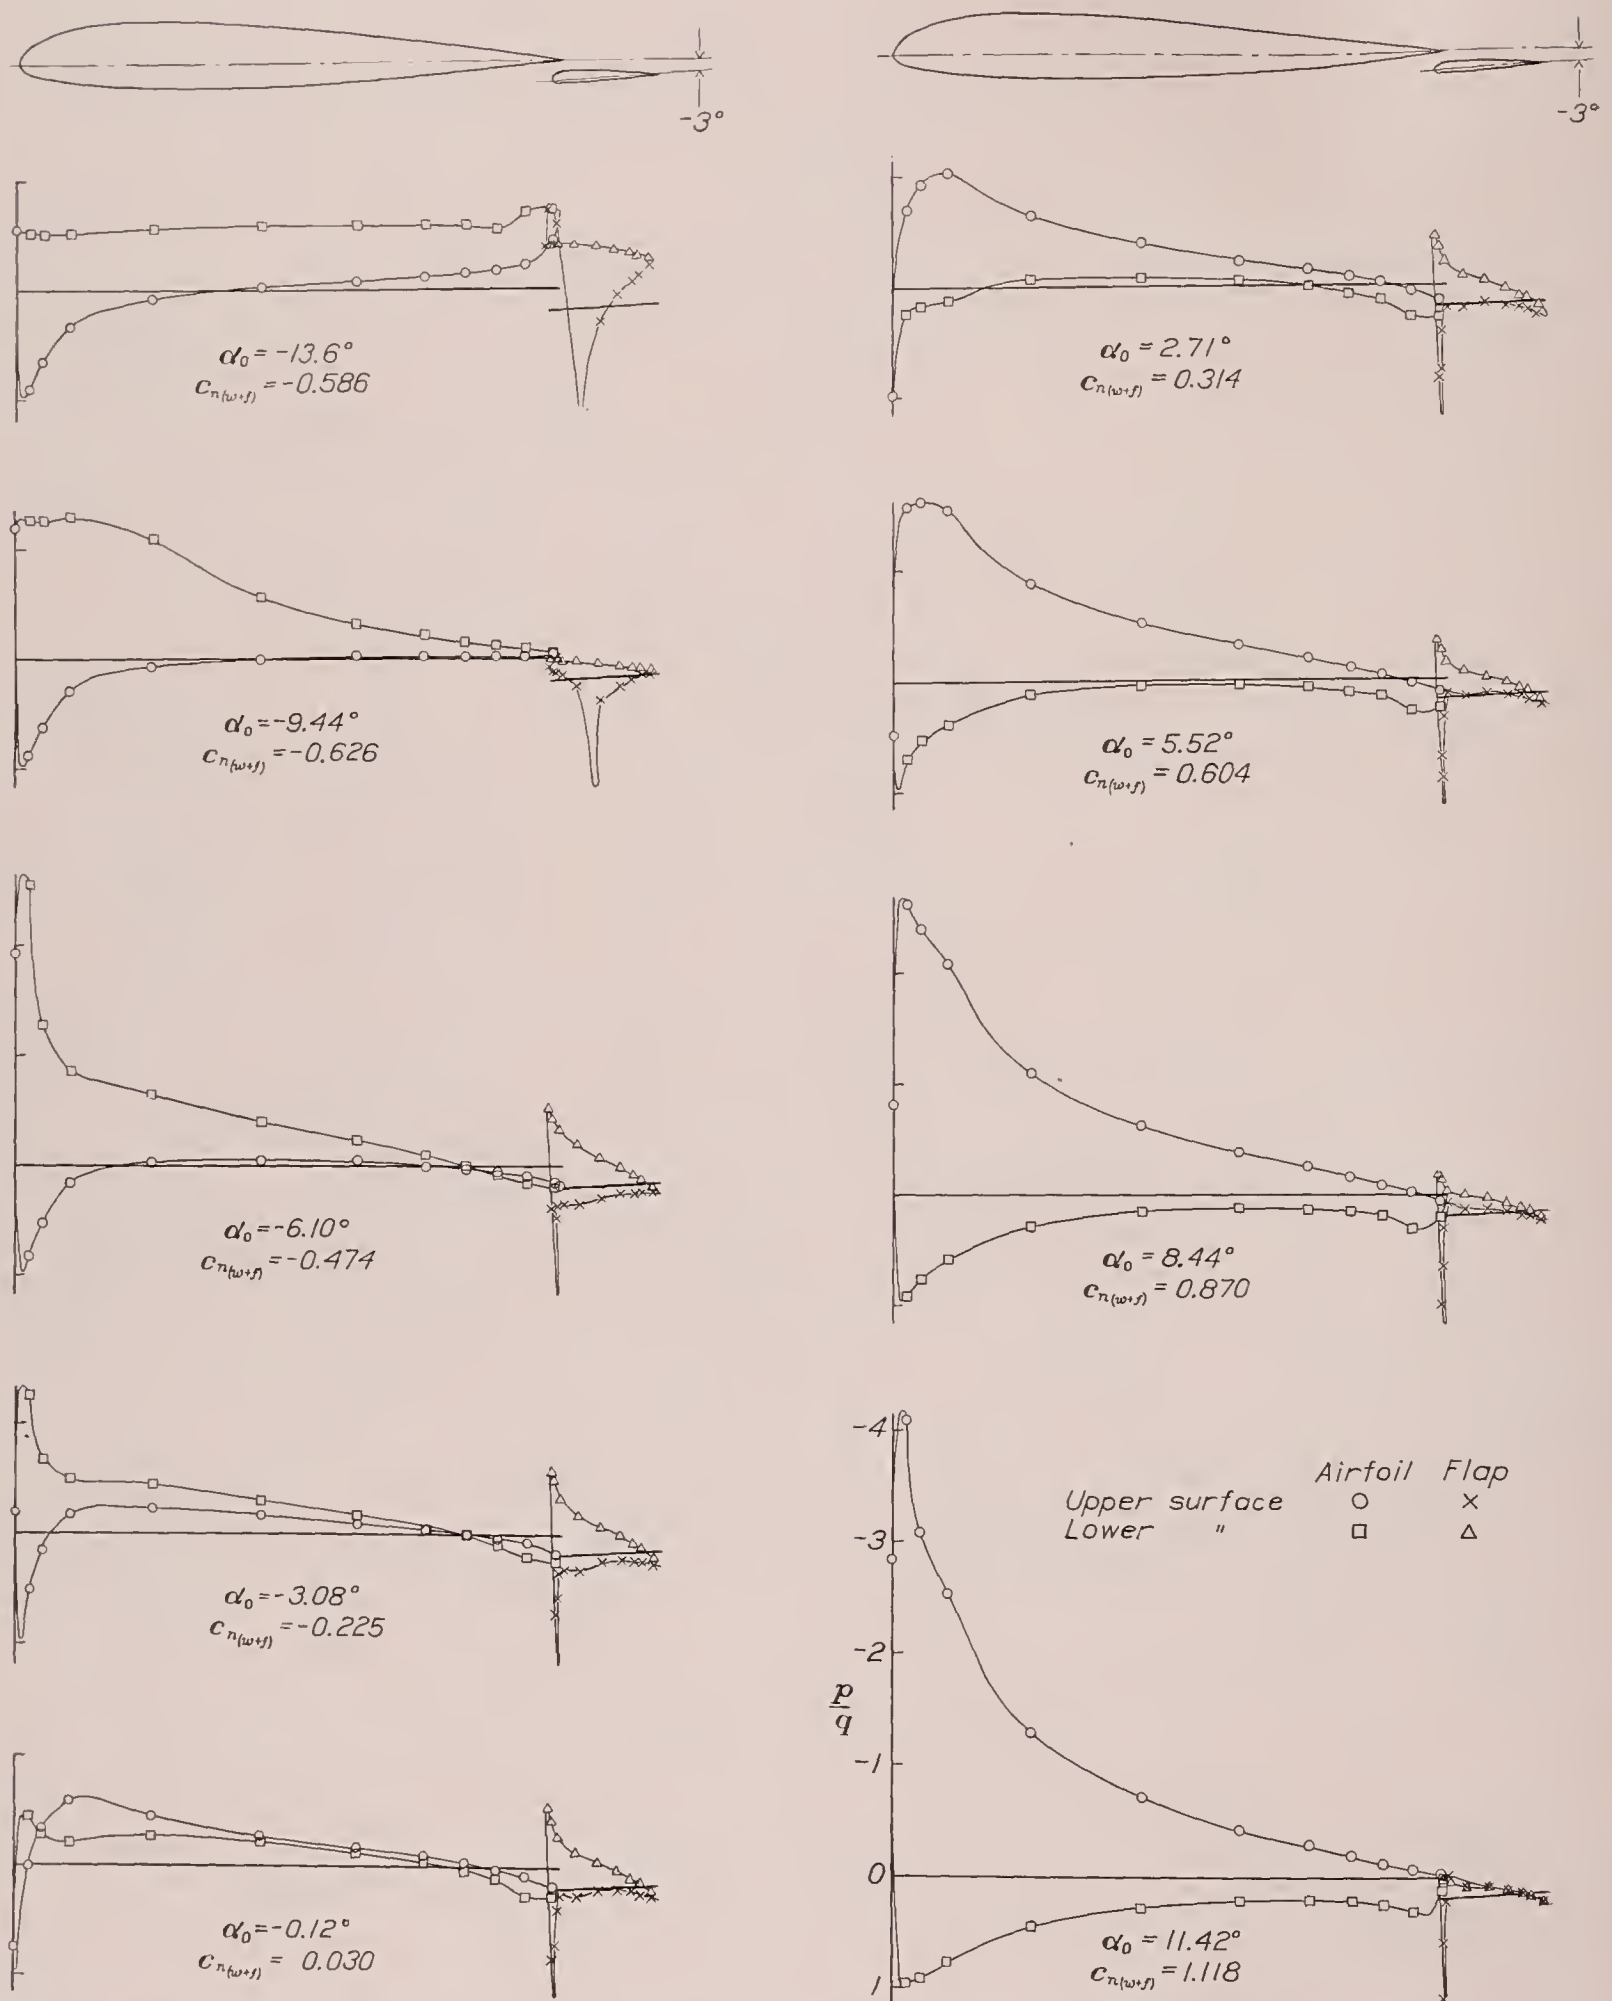 -3°
-3°
α₀ = -13.6°
c_n(w+f) = -0.586
α₀ = -9.44°
c_n(w+f) = -0.626
α₀ = -6.10°
c_n(w+f) = -0.474
α₀ = -3.08°
c_n(w+f) = -0.225
α₀ = -0.12°
c_n(w+f) = 0.030
α₀ = 2.71°
c_n(w+f) = 0.314
α₀ = 5.52°
c_n(w+f) = 0.604
α₀ = 8.44°
c_n(w+f) = 0.870
-4
-3
-2
p/q
-1
0
1
Airfoil Flap
Upper surface ○ ×
Lower " □ △
α₀ = 11.42°
c_n(w+f) = 1.118